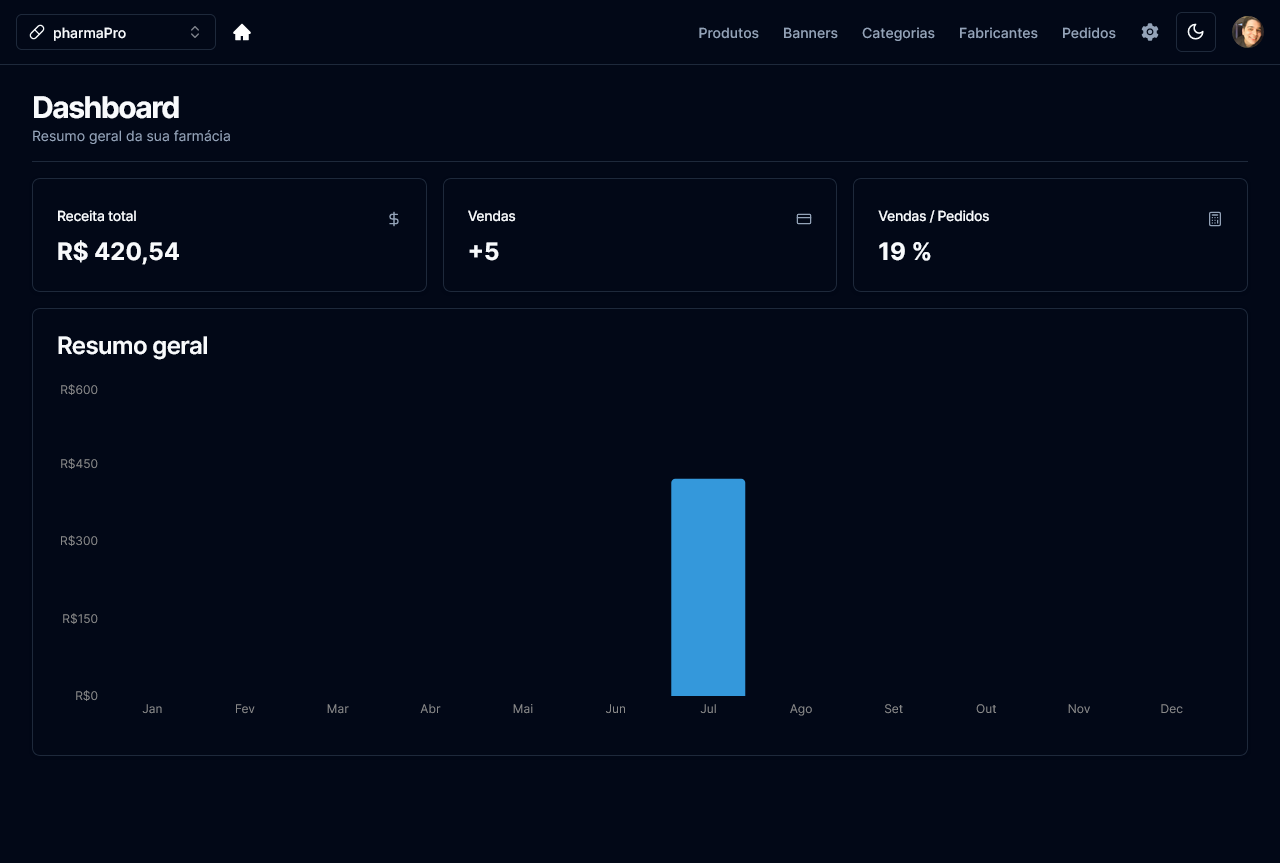 pharmaPro
Produtos
Banners
Categorias
Fabricantes
Pedidos
Dashboard
Resumo geral da sua farmácia
Receita total
R$ 420,54
Vendas
+5
Vendas / Pedidos
19 %
Resumo geral
R$600
R$450
R$300
R$150
R$0
Jan Fev Mar Abr Mai Jun Jul Ago Set Out Nov Dec